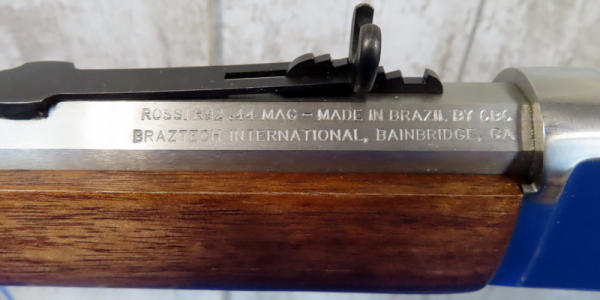 ROSSI R92 .44 MAG - MADE IN BRAZIL BY CBC
BRAZTECH INTERNATIONAL, BAINBRIDGE, GA